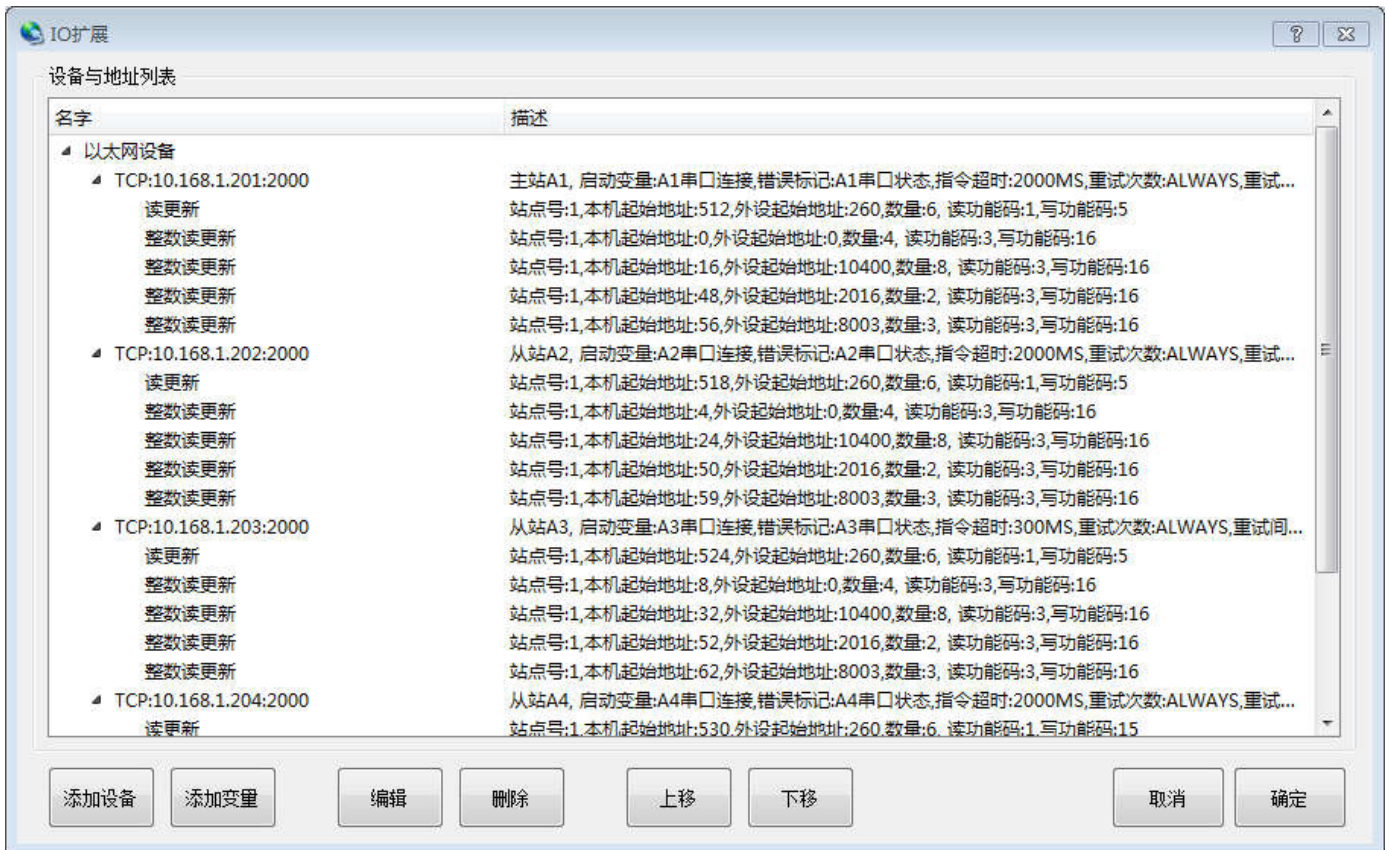 IO扩展
设备与地址列表
名字 描述
以太网设备
TCP:10.168.1.201:2000 主站A1, 启动变量:A1串口连接,错误标记:A1串口状态,指令超时:2000MS,重试次数:ALWAYS,重试...
读更新 站点号:1,本机起始地址:512,外设起始地址:260,数量:6, 读功能码:1,写功能码:5
整数读更新 站点号:1,本机起始地址:0,外设起始地址:0,数量:4, 读功能码:3,写功能码:16
整数读更新 站点号:1,本机起始地址:16,外设起始地址:10400,数量:8, 读功能码:3,写功能码:16
整数读更新 站点号:1,本机起始地址:48,外设起始地址:2016,数量:2, 读功能码:3,写功能码:16
整数读更新 站点号:1,本机起始地址:56,外设起始地址:8003,数量:3, 读功能码:3,写功能码:16
TCP:10.168.1.202:2000 从站A2, 启动变量:A2串口连接,错误标记:A2串口状态,指令超时:2000MS,重试次数:ALWAYS,重试...
读更新 站点号:1,本机起始地址:518,外设起始地址:260,数量:6, 读功能码:1,写功能码:5
整数读更新 站点号:1,本机起始地址:4,外设起始地址:0,数量:4, 读功能码:3,写功能码:16
整数读更新 站点号:1,本机起始地址:24,外设起始地址:10400,数量:8, 读功能码:3,写功能码:16
整数读更新 站点号:1,本机起始地址:50,外设起始地址:2016,数量:2, 读功能码:3,写功能码:16
整数读更新 站点号:1,本机起始地址:59,外设起始地址:8003,数量:3, 读功能码:3,写功能码:16
TCP:10.168.1.203:2000 从站A3, 启动变量:A3串口连接,错误标记:A3串口状态,指令超时:300MS,重试次数:ALWAYS,重试间...
读更新 站点号:1,本机起始地址:524,外设起始地址:260,数量:6, 读功能码:1,写功能码:5
整数读更新 站点号:1,本机起始地址:8,外设起始地址:0,数量:4, 读功能码:3,写功能码:16
整数读更新 站点号:1,本机起始地址:32,外设起始地址:10400,数量:8, 读功能码:3,写功能码:16
整数读更新 站点号:1,本机起始地址:52,外设起始地址:2016,数量:2, 读功能码:3,写功能码:16
整数读更新 站点号:1,本机起始地址:62,外设起始地址:8003,数量:3, 读功能码:3,写功能码:16
TCP:10.168.1.204:2000 从站A4, 启动变量:A4串口连接,错误标记:A4串口状态,指令超时:2000MS,重试次数:ALWAYS,重试...
读更新 站点号:1,本机起始地址:530,外设起始地址:260,数量:6, 读功能码:1,写功能码:15
添加设备 添加变量 编辑 删除 上移 下移 取消 确定